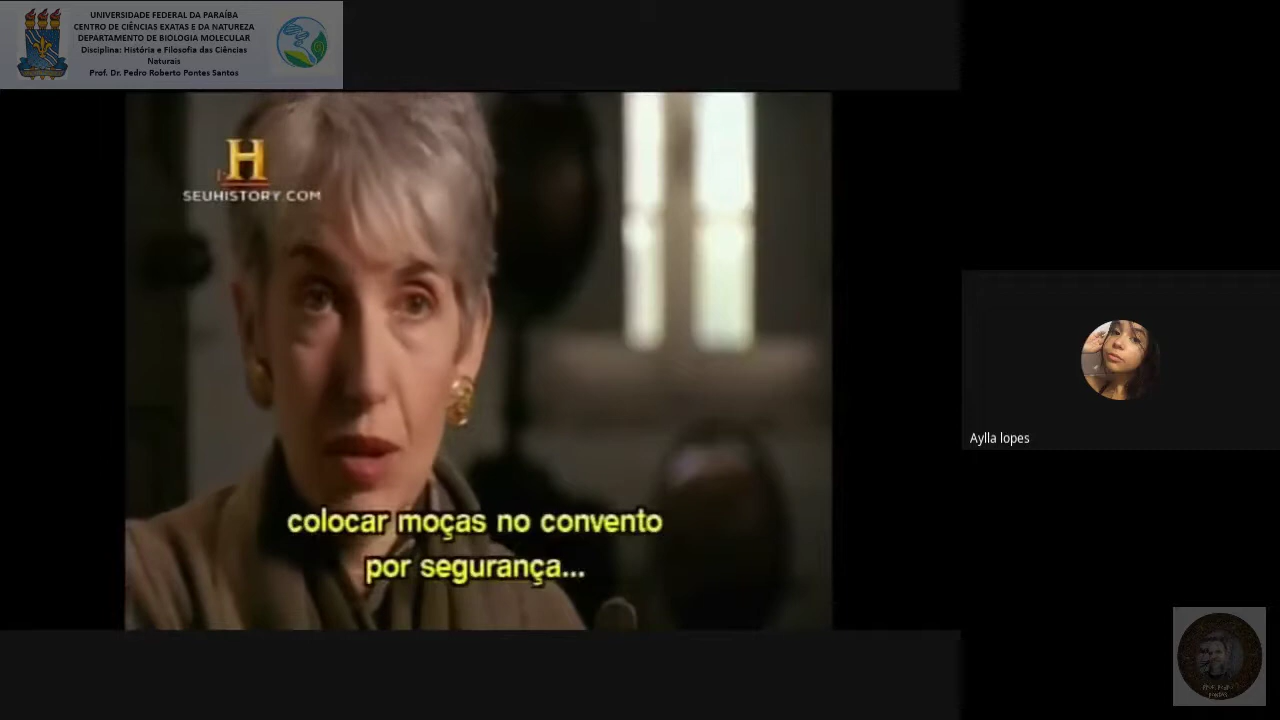 UNIVERSIDADE FEDERAL DA PARAÍBA
CENTRO DE CIÊNCIAS EXATAS E DA NATUREZA
DEPARTAMENTO DE BIOLOGIA MOLECULAR
Disciplina: História e Filosofia das Ciências
Naturais
Prof. Dr. Pedro Roberto Pontes Santos
H
SEUHISTORY.COM
colocar moças no convento
por segurança...
Aylla lopes